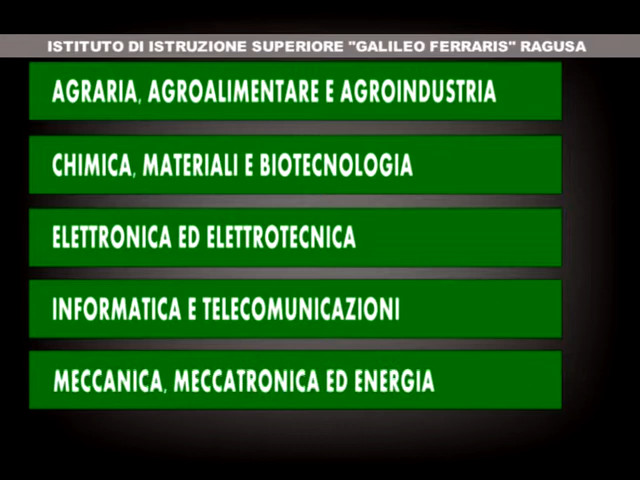 ISTITUTO DI ISTRUZIONE SUPERIORE "GALILEO FERRARIS" RAGUSA
AGRARIA, AGROALIMENTARE E AGROINDUSTRIA
CHIMICA, MATERIALI E BIOTECNOLOGIA
ELETTRONICA ED ELETTROTECNICA
INFORMATICA E TELECOMUNICAZIONI
MECCANICA, MECCATRONICA ED ENERGIA